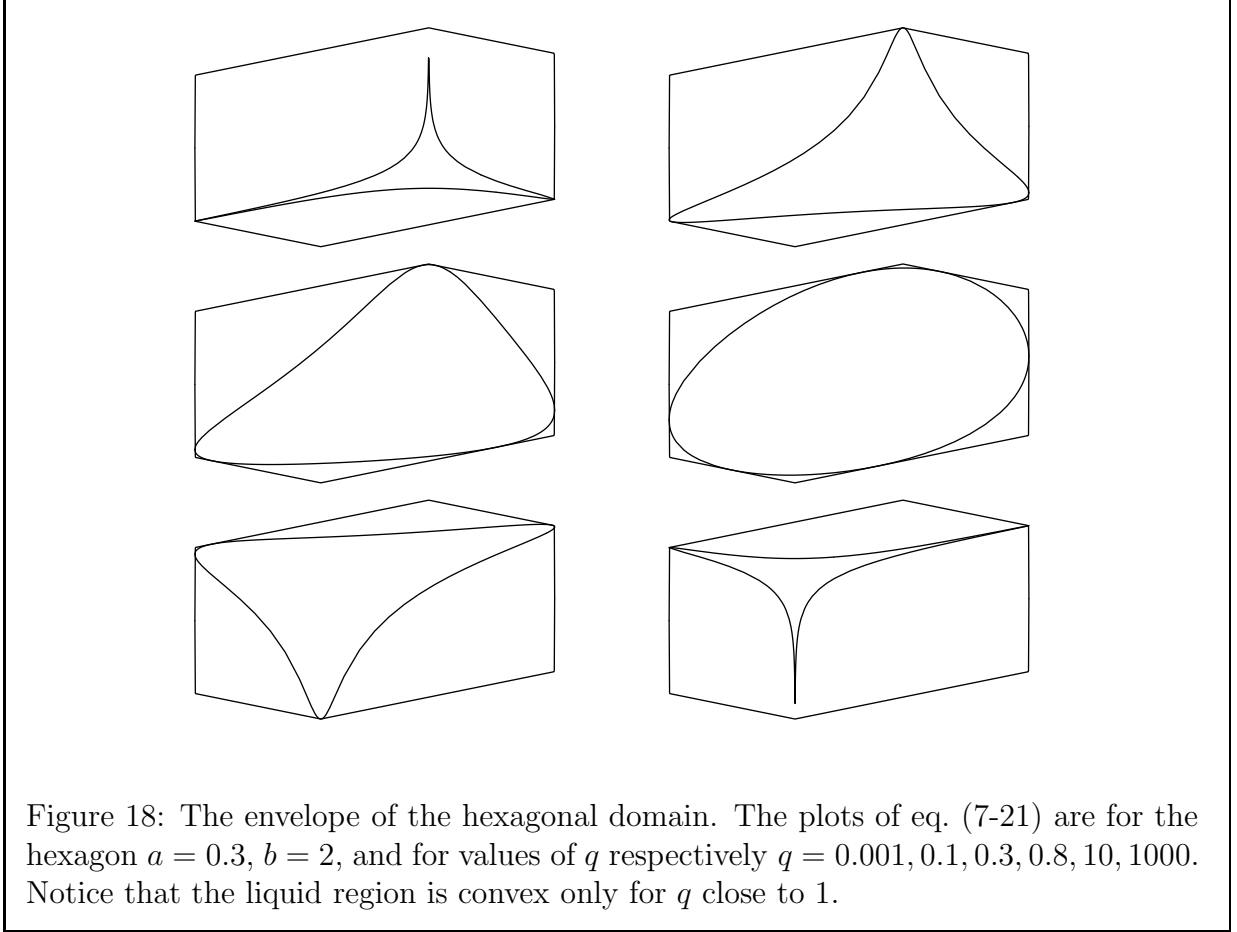 Figure 18: The envelope of the hexagonal domain. The plots of eq. (7-21) are for the
hexagon a = 0.3, b = 2, and for values of q respectively q = 0.001, 0.1, 0.3, 0.8, 10, 1000.
Notice that the liquid region is convex only for q close to 1.